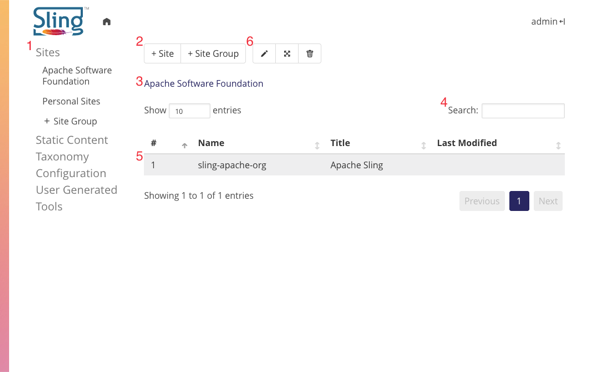 Sling™
admin
1
Sites
Apache Software
Foundation
Personal Sites
+ Site Group
Static Content
Taxonomy
Configuration
User Generated
Tools
2
+ Site
+ Site Group
6
3
Apache Software Foundation
Show 10 entries
4
Search:
# Name Title Last Modified
5
1 sling-apache-org Apache Sling
Showing 1 to 1 of 1 entries
Previous 1 Next